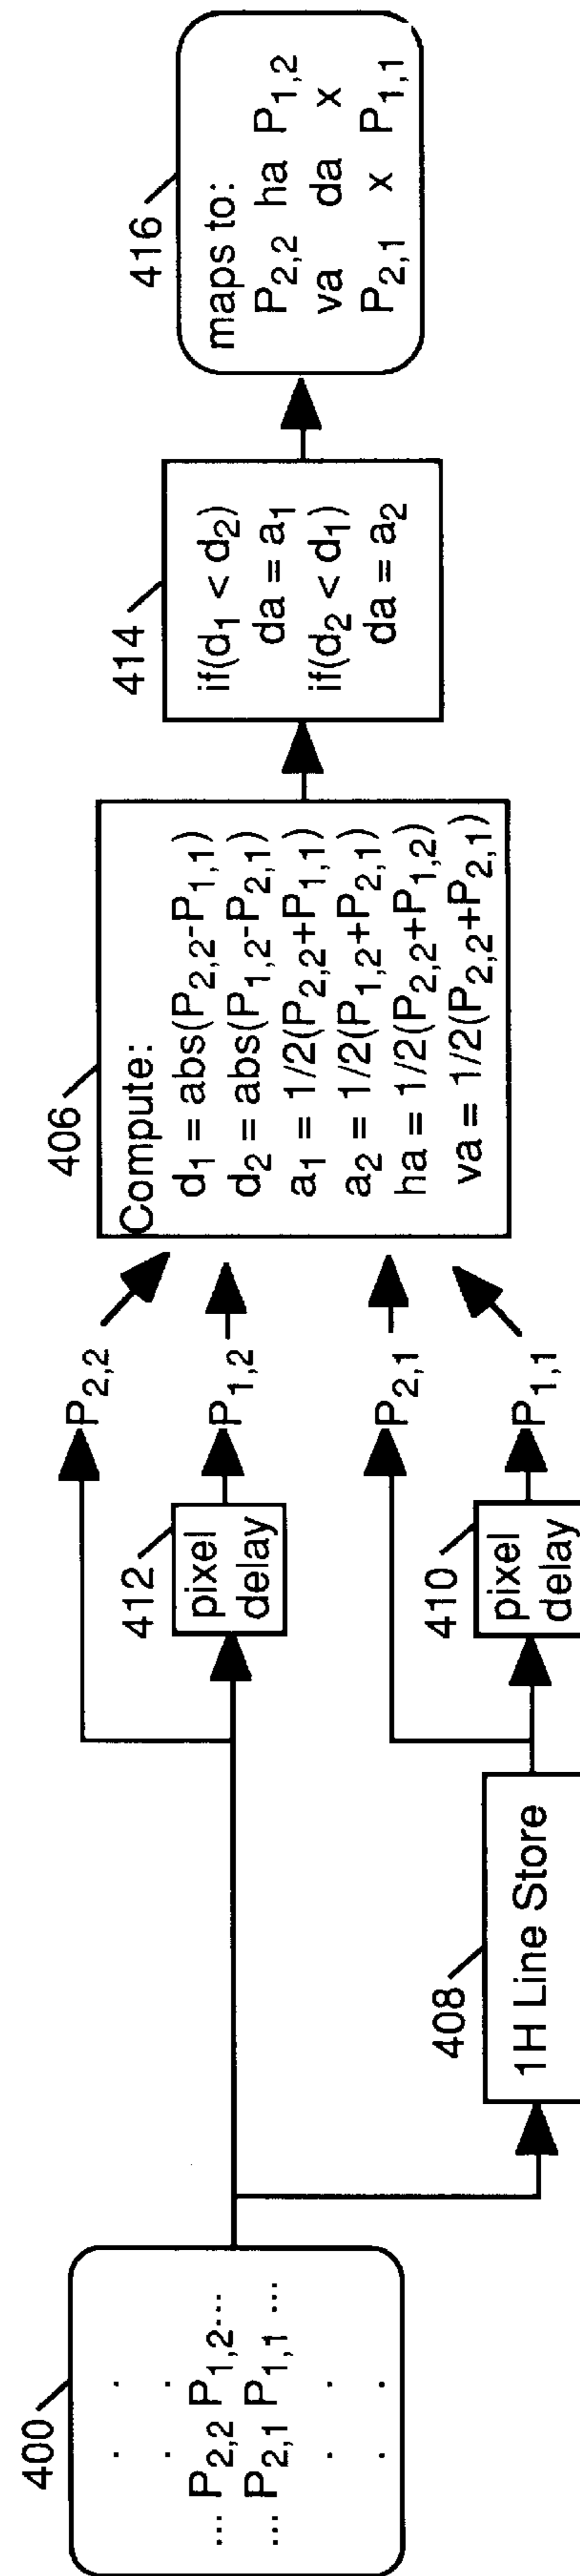 400
. .
. .
... P2,2 P1,2...
... P2,1 P1,1 ...
. .
. .
408
1H Line Store
412
pixel
delay
410
pixel
delay
P2,2
P1,2
P2,1
P1,1
406
Compute:
d1 = abs(P2,2-P1,1)
d2 = abs(P1,2-P2,1)
a1 = 1/2(P2,2+P1,1)
a2 = 1/2(P1,2+P2,1)
ha = 1/2(P2,2+P1,2)
va = 1/2(P2,2+P2,1)
414
if(d1 < d2)
da = a1
if(d2 < d1)
da = a2
416
maps to:
P2,2 ha P1,2
va da x
P2,1 x P1,1